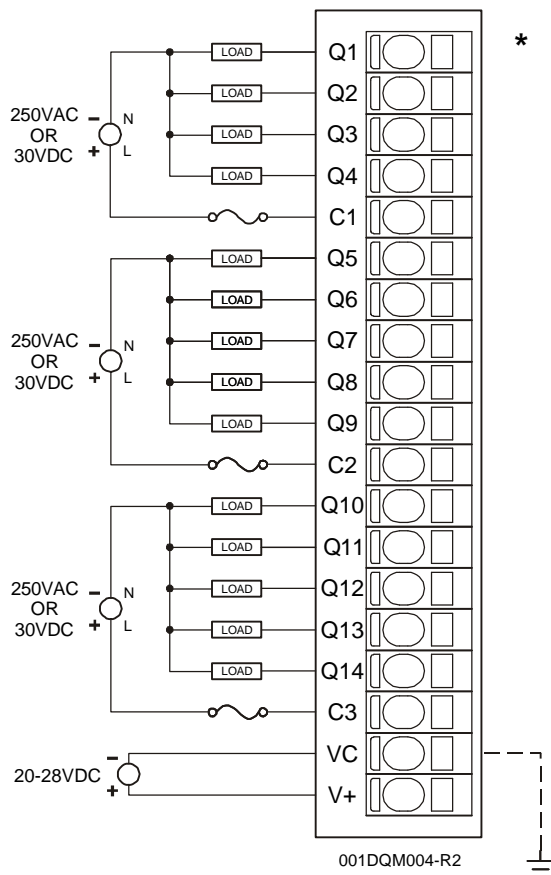 *
LOAD Q1
LOAD Q2
250VAC - N
OR
LOAD Q3
30VDC + L
LOAD Q4
C1
LOAD Q5
LOAD Q6
250VAC - N
OR
LOAD Q7
30VDC + L
LOAD Q8
LOAD Q9
C2
LOAD Q10
LOAD Q11
250VAC - N
OR
LOAD Q12
30VDC + L
LOAD Q13
LOAD Q14
C3
- VC
20-28VDC
+ V+
001DQM004-R2